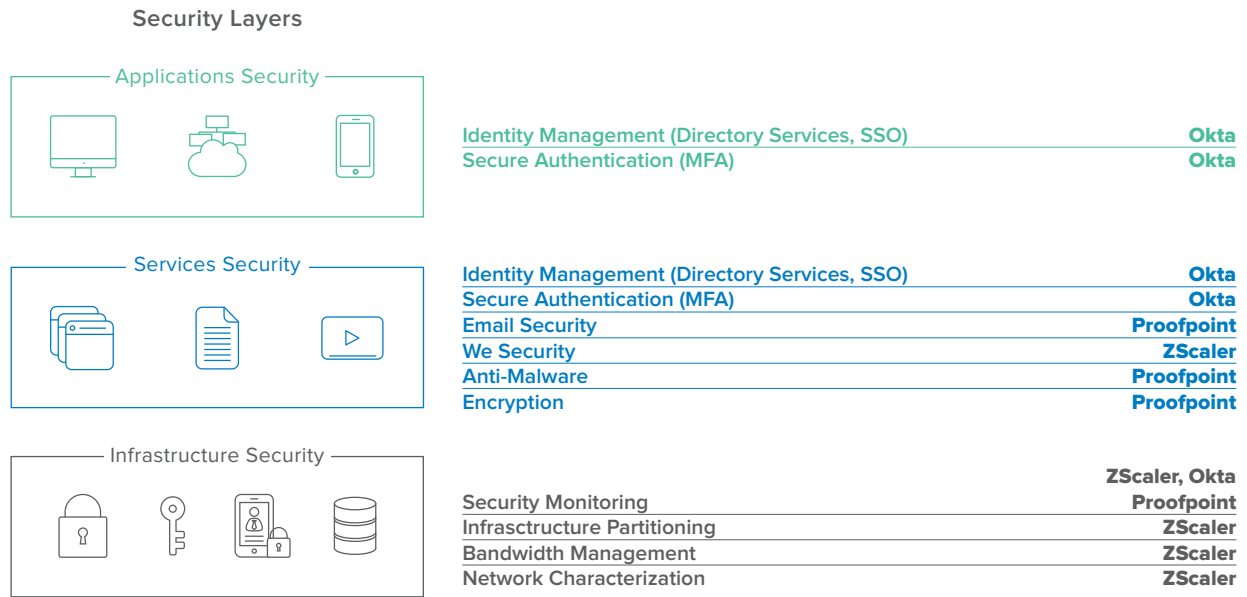 Security Layers
Applications Security
Identity Management (Directory Services, SSO) Okta
Secure Authentication (MFA) Okta
Services Security
Identity Management (Directory Services, SSO) Okta
Secure Authentication (MFA) Okta
Email Security Proofpoint
We Security ZScaler
Anti-Malware Proofpoint
Encryption Proofpoint
Infrastructure Security
ZScaler, Okta
Security Monitoring Proofpoint
Infrasctructure Partitioning ZScaler
Bandwidth Management ZScaler
Network Characterization ZScaler